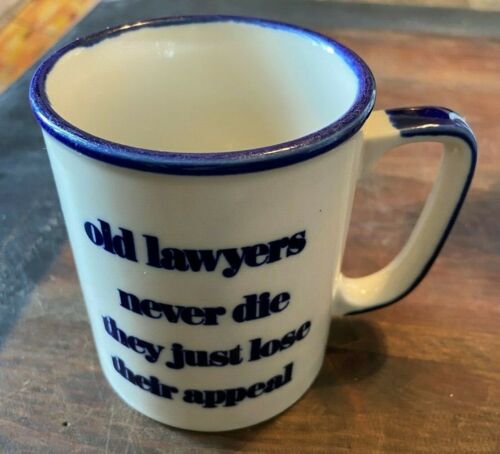 old lawyers
never die
they just lose
their appeal